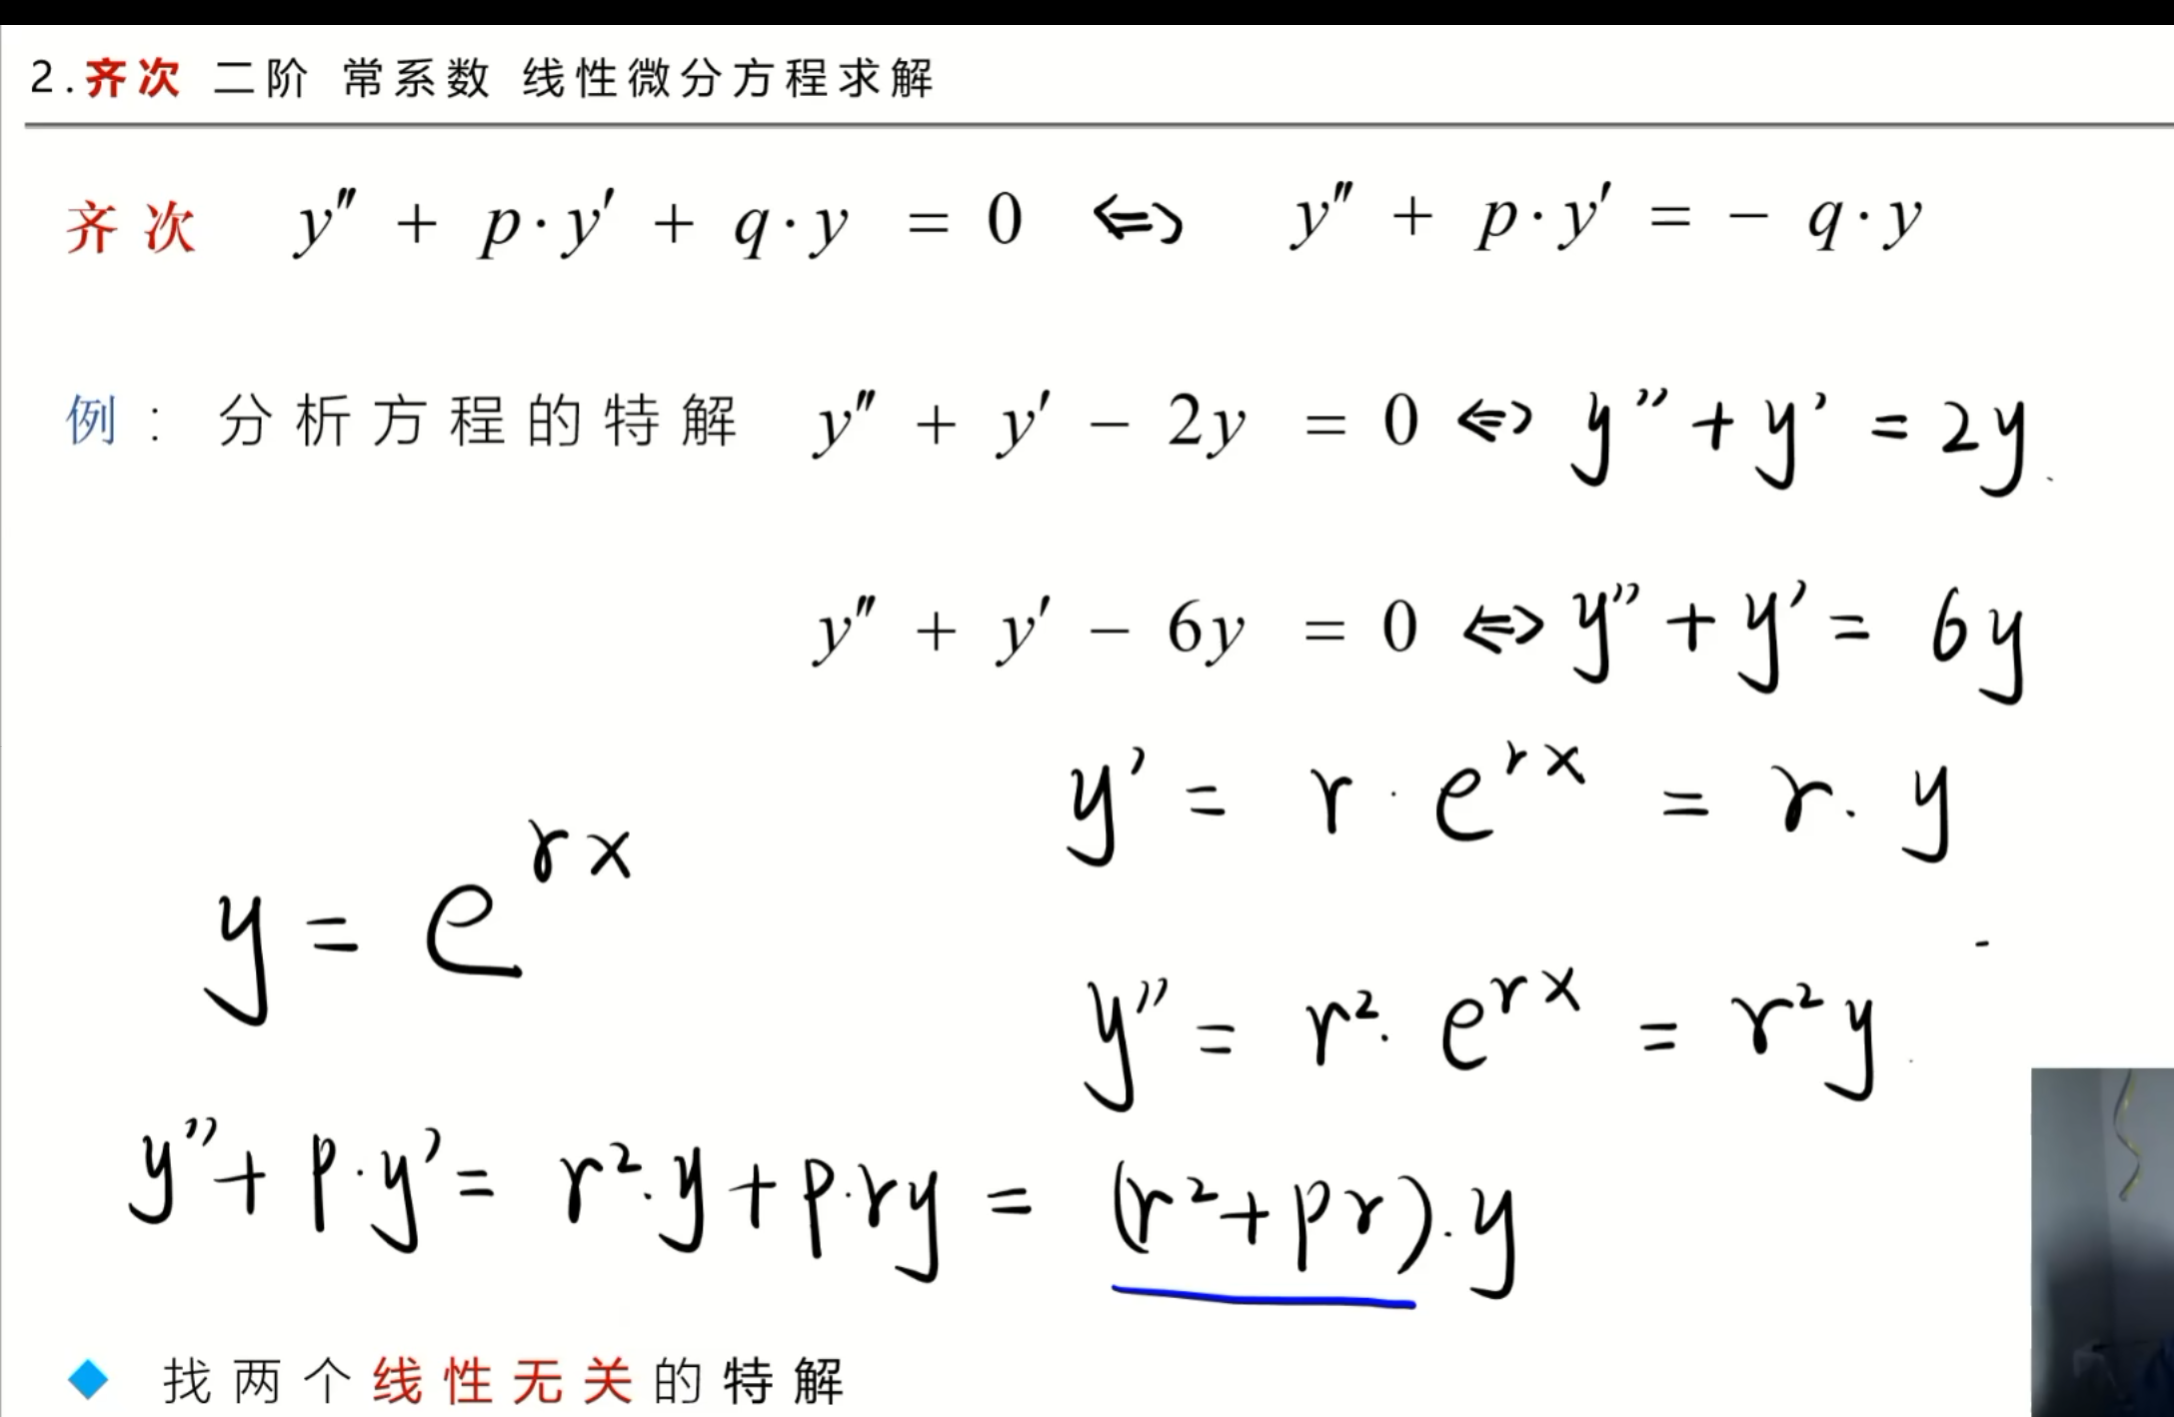 2.齐次 二阶 常系数 线性微分方程求解
齐次 y″ + p·y′ + q·y = 0 ⇔ y″ + p·y′ = − q·y
例：分析方程的特解 y″ + y′ − 2y = 0 ⇔ y″ + y′ = 2y
y″ + y′ − 6y = 0 ⇔ y″ + y′ = 6y
y′ = r · e^{rx} = r · y
y = e^{rx}
y″ = r² · e^{rx} = r²y
y″ + p·y′ = r²·y + p·ry = (r²+pr)·y
◆ 找两个线性无关的特解